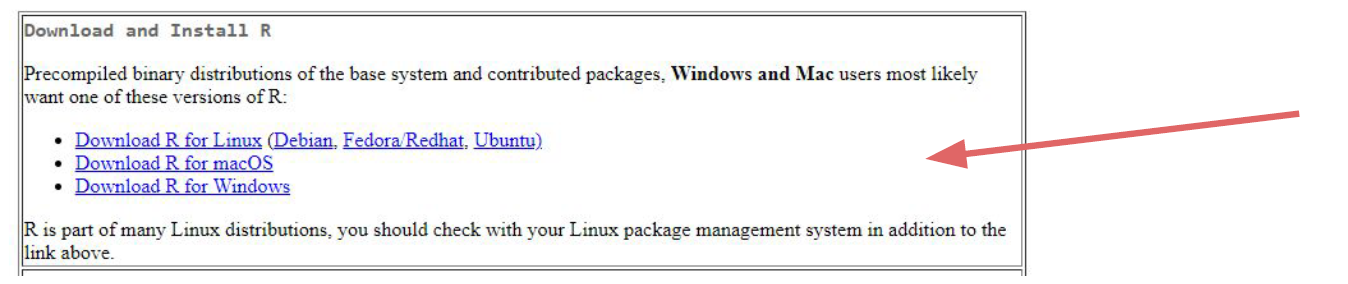 Download and Install R
Precompiled binary distributions of the base system and contributed packages, Windows and Mac users most likely
want one of these versions of R:
• Download R for Linux (Debian, Fedora/Redhat, Ubuntu)
• Download R for macOS
• Download R for Windows
R is part of many Linux distributions, you should check with your Linux package management system in addition to the
link above.